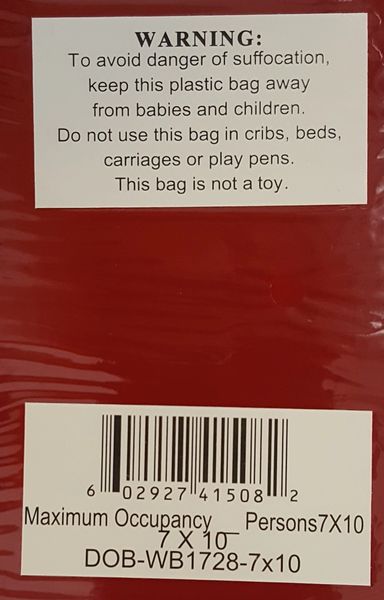 WARNING:
To avoid danger of suffocation,
keep this plastic bag away
from babies and children.
Do not use this bag in cribs, beds,
carriages or play pens.
This bag is not a toy.
6 02927 41508 2
Maximum Occupancy __ Persons7X10
7 X 10
DOB-WB1728-7x10